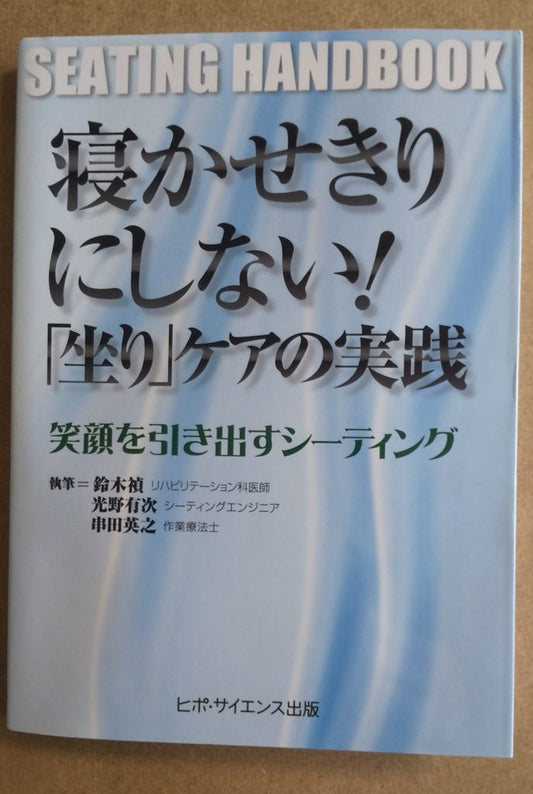 SEATING HANDBOOK
寝かせきり
にしない!
「坐り」ケアの実践
笑顔を引き出すシーティング
執筆=鈴木禎 リハビリテーション科医師
光野有次 シーティングエンジニア
串田英之 作業療法士
ヒポ・サイエンス出版